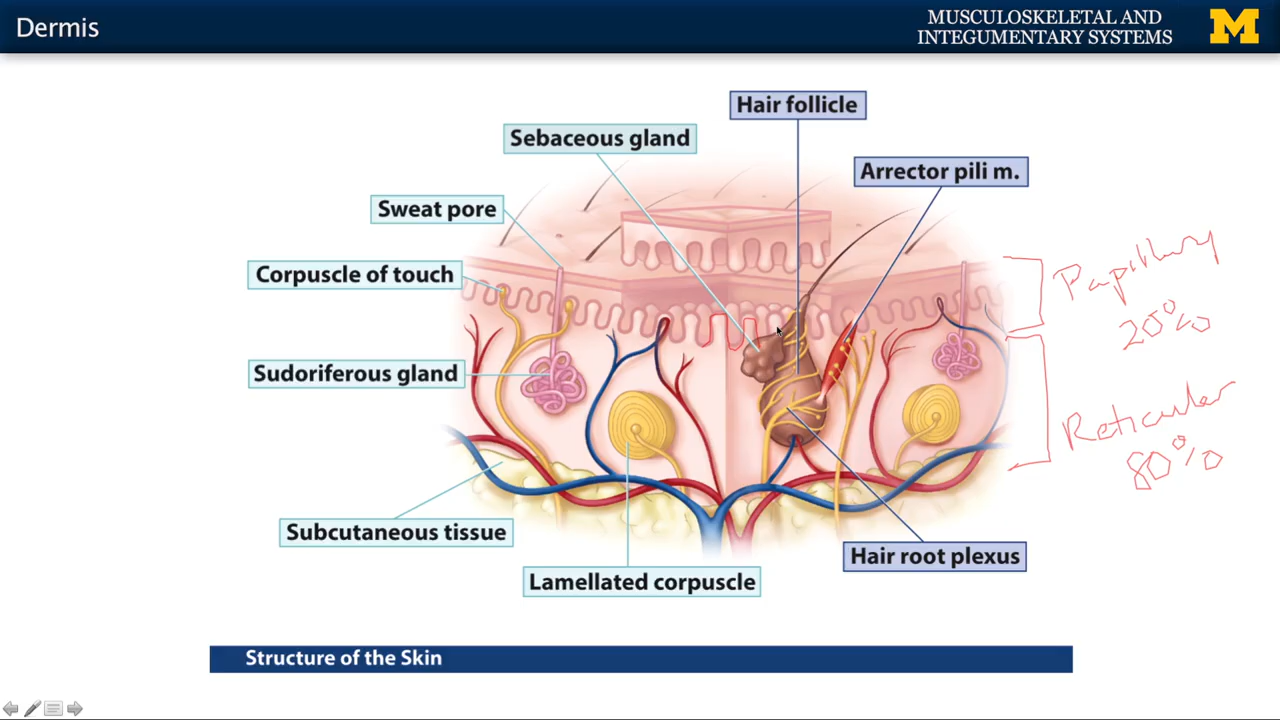 Dermis
MUSCULOSKELETAL AND
INTEGUMENTARY SYSTEMS
M
Hair follicle
Sebaceous gland
Arrector pili m.
Sweat pore
Corpuscle of touch
Papillary
20%
Sudoriferous gland
Reticular
80%
Subcutaneous tissue
Hair root plexus
Lamellated corpuscle
Structure of the Skin